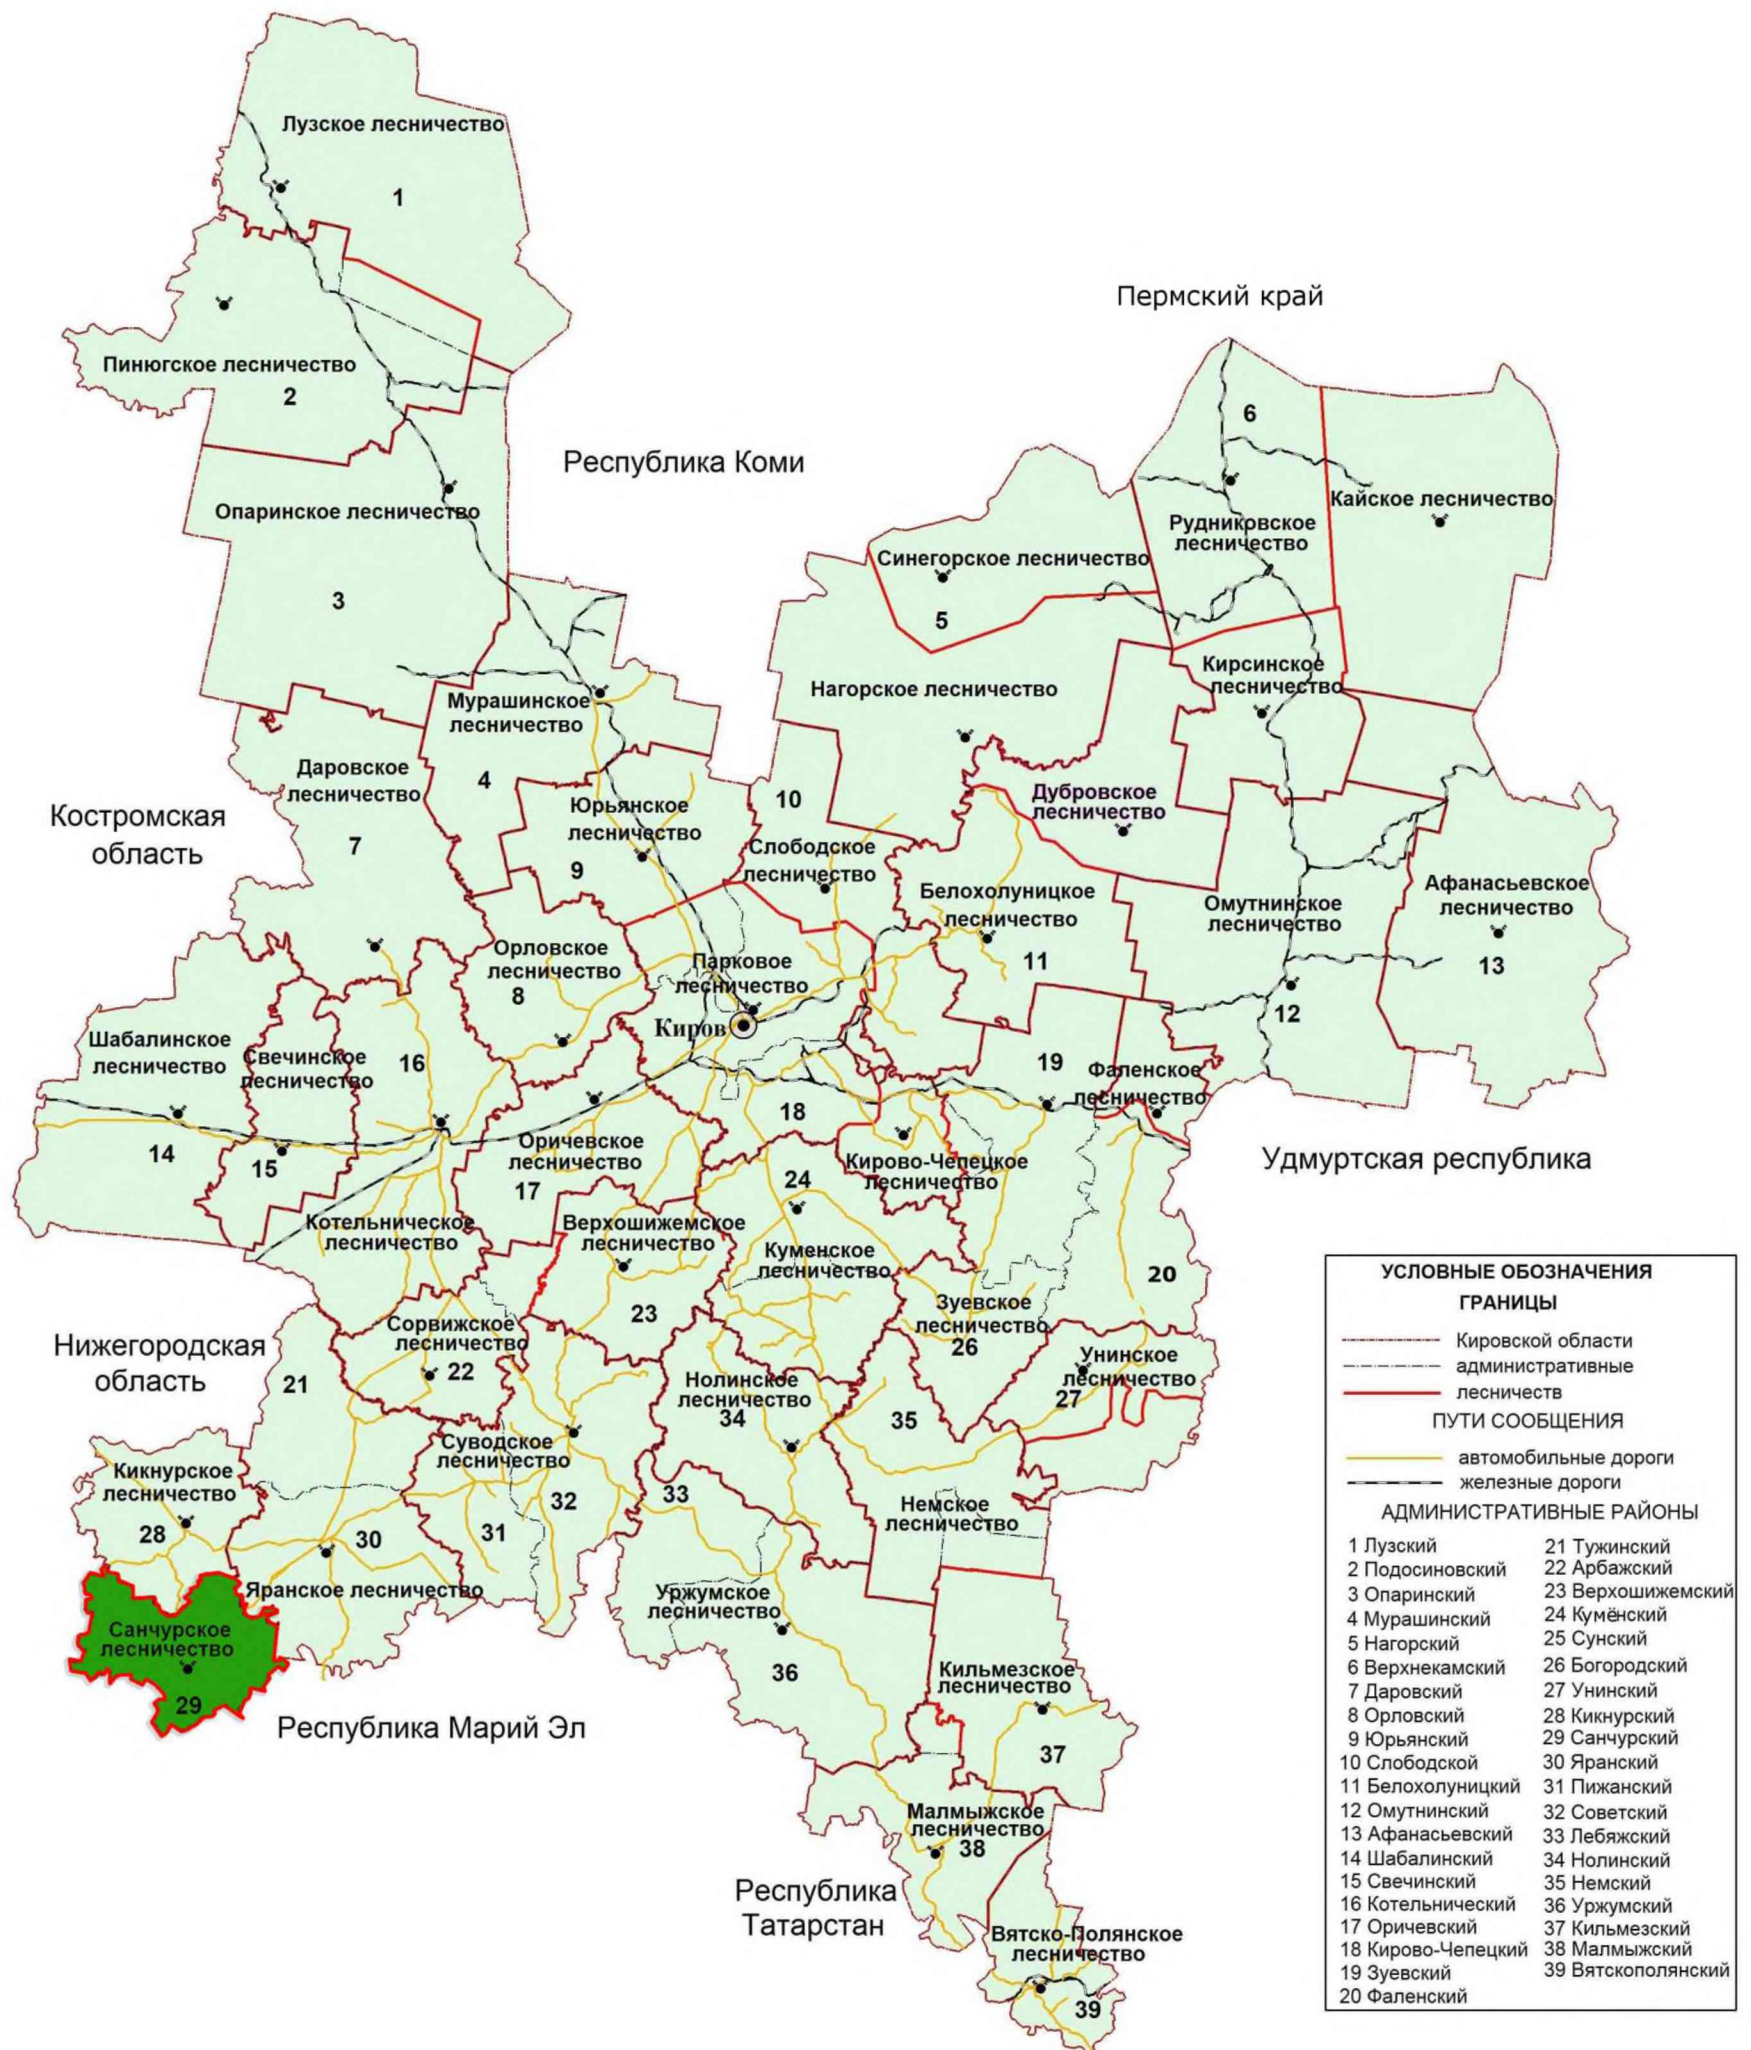 Лузское лесничество
1
Пермский край
Пинюгское лесничество
2
6
Республика Коми
Кайское лесничество
Опаринское лесничество
Рудниковское
лесничество
Синегорское лесничество
3
5
Кирсинское
лесничество
Нагорское лесничество
Мурашинское
лесничество
Даровское
лесничество
4
10
Дубровское
лесничество
Юрьянское
лесничество
Костромская
область
7
9
Слободское
лесничество
Белохолуницкое
лесничество
Афанасьевское
лесничество
Омутнинское
лесничество
Орловское
лесничество
8
Парковое
лесничество
11
13
12
Киров
Шабалинское
лесничество
Свечинское
лесничество
16
19
Фаленское
лесничество
18
14
15
Оричевское
лесничество
17
Кирово-Чепецкое
лесничество
24
Удмуртская республика
Котельническое
лесничество
Верхошижемское
лесничество
Куменское
лесничество
20
23
Зуевское
лесничество
26
Сорвижское
лесничество
22
Нижегородская
область
21
Унинское
лесничество
27
Нолинское
лесничество
34
35
Суводское
лесничество
Кикнурское
лесничество
28
33
32
31
30
Немское
лесничество
Яранское лесничество
Уржумское
лесничество
Санчурское
лесничество
29
36
Республика Марий Эл
Кильмезское
лесничество
37
Малмыжское
лесничество
38
Республика
Татарстан
Вятско-Полянское
лесничество
39
УСЛОВНЫЕ ОБОЗНАЧЕНИЯ
ГРАНИЦЫ
Кировской области
административные
лесничеств
ПУТИ СООБЩЕНИЯ
автомобильные дороги
железные дороги
АДМИНИСТРАТИВНЫЕ РАЙОНЫ
1 Лузский
2 Подосиновский
3 Опаринский
4 Мурашинский
5 Нагорский
6 Верхнекамский
7 Даровский
8 Орловский
9 Юрьянский
10 Слободской
11 Белохолуницкий
12 Омутнинский
13 Афанасьевский
14 Шабалинский
15 Свечинский
16 Котельнический
17 Оричевский
18 Кирово-Чепецкий
19 Зуевский
20 Фаленский
21 Тужинский
22 Арбажский
23 Верхошижемский
24 Кумёнский
25 Сунский
26 Богородский
27 Унинский
28 Кикнурский
29 Санчурский
30 Яранский
31 Пижанский
32 Советский
33 Лебяжский
34 Нолинский
35 Немский
36 Уржумский
37 Кильмезский
38 Малмыжский
39 Вятскополянский